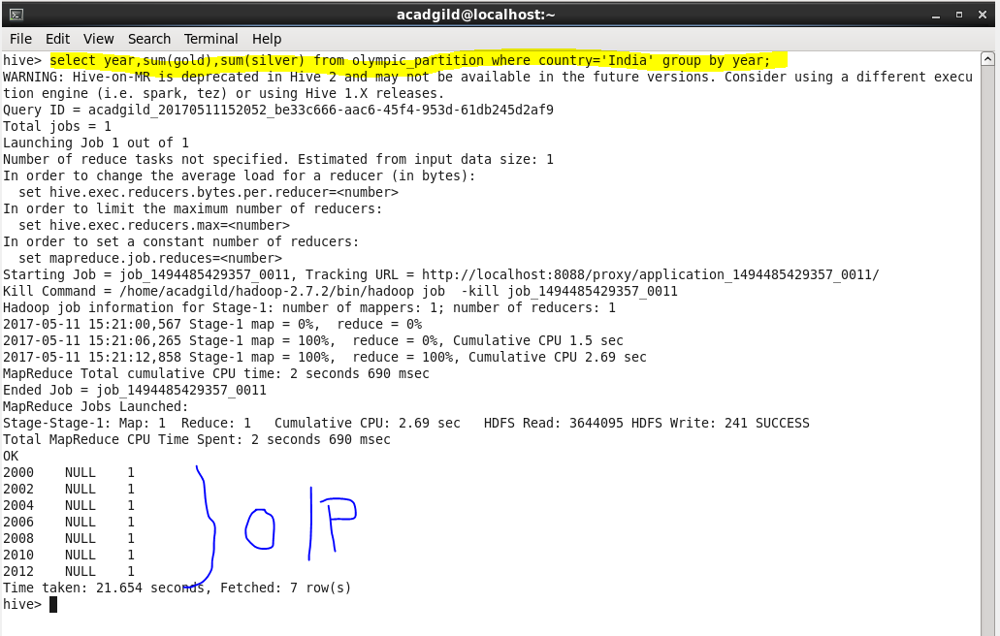 acadgild@localhost:~
File Edit View Search Terminal Help
hive> select year,sum(gold),sum(silver) from olympic_partition where country='India' group by year;
WARNING: Hive-on-MR is deprecated in Hive 2 and may not be available in the future versions. Consider using a different execu
tion engine (i.e. spark, tez) or using Hive 1.X releases.
Query ID = acadgild_20170511152052_be33c666-aac6-45f4-953d-61db245d2af9
Total jobs = 1
Launching Job 1 out of 1
Number of reduce tasks not specified. Estimated from input data size: 1
In order to change the average load for a reducer (in bytes):
  set hive.exec.reducers.bytes.per.reducer=<number>
In order to limit the maximum number of reducers:
  set hive.exec.reducers.max=<number>
In order to set a constant number of reducers:
  set mapreduce.job.reduces=<number>
Starting Job = job_1494485429357_0011, Tracking URL = http://localhost:8088/proxy/application_1494485429357_0011/
Kill Command = /home/acadgild/hadoop-2.7.2/bin/hadoop job  -kill job_1494485429357_0011
Hadoop job information for Stage-1: number of mappers: 1; number of reducers: 1
2017-05-11 15:21:00,567 Stage-1 map = 0%,  reduce = 0%
2017-05-11 15:21:06,265 Stage-1 map = 100%,  reduce = 0%, Cumulative CPU 1.5 sec
2017-05-11 15:21:12,858 Stage-1 map = 100%,  reduce = 100%, Cumulative CPU 2.69 sec
MapReduce Total cumulative CPU time: 2 seconds 690 msec
Ended Job = job_1494485429357_0011
MapReduce Jobs Launched:
Stage-Stage-1: Map: 1  Reduce: 1   Cumulative CPU: 2.69 sec   HDFS Read: 3644095 HDFS Write: 241 SUCCESS
Total MapReduce CPU Time Spent: 2 seconds 690 msec
OK
2000    NULL    1
2002    NULL    1
2004    NULL    1
2006    NULL    1
2008    NULL    1
2010    NULL    1
2012    NULL    1
O|P
Time taken: 21.654 seconds, Fetched: 7 row(s)
hive>